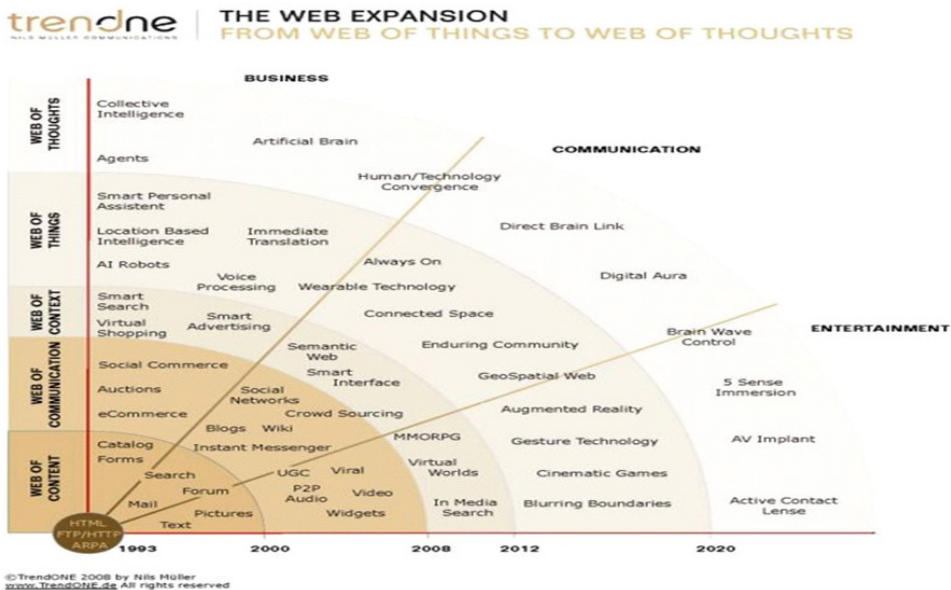 trendone
NILS MÜLLER COMMUNICATIONS
THE WEB EXPANSION
FROM WEB OF THINGS TO WEB OF THOUGHTS
BUSINESS
COMMUNICATION
ENTERTAINMENT
WEB OF
THOUGHTS
Collective
Intelligence
Artificial Brain
Agents
Human/Technology
Convergence
Direct Brain Link
Digital Aura
Brain Wave
Control
5 Sense
Immersion
AV Implant
Active Contact
Lense
WEB OF
THINGS
Smart Personal
Assistent
Location Based
Intelligence
Immediate
Translation
AI Robots
Voice
Processing
Always On
Wearable Technology
Connected Space
Enduring Community
GeoSpatial Web
Augmented Reality
Gesture Technology
Cinematic Games
Blurring Boundaries
WEB OF
CONTEXT
Smart
Search
Virtual
Shopping
Smart
Advertising
Semantic
Web
Smart
Interface
MMORPG
Virtual
Worlds
In Media
Search
WEB OF
COMMUNICATION
Social Commerce
Auctions
eCommerce
Social
Networks
Crowd Sourcing
Blogs
Wiki
Instant Messenger
UGC
Viral
P2P
Audio
Video
Widgets
WEB OF
CONTENT
Catalog
Forms
Search
Forum
Mail
Pictures
Text
HTML
FTP/HTTP
ARPA
1993
2000
2008
2012
2020
©TrendONE 2008 by Nils Müller
www.TrendONE.de All rights reserved